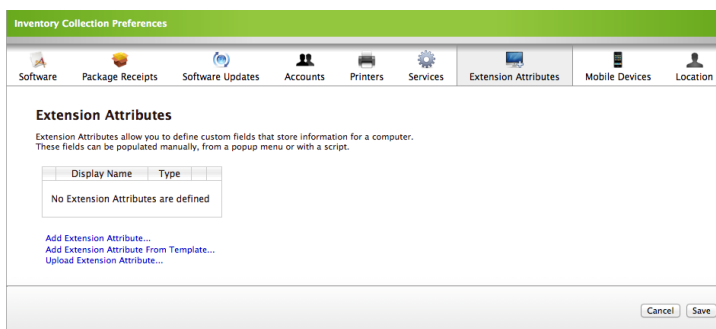 Inventory Collection Preferences
Software Package Receipts Software Updates Accounts Printers Services Extension Attributes Mobile Devices Location
Extension Attributes
Extension Attributes allow you to define custom fields that store information for a computer.
These fields can be populated manually, from a popup menu or with a script.
Display Name Type
No Extension Attributes are defined
Add Extension Attribute...
Add Extension Attribute From Template...
Upload Extension Attribute...
Cancel Save